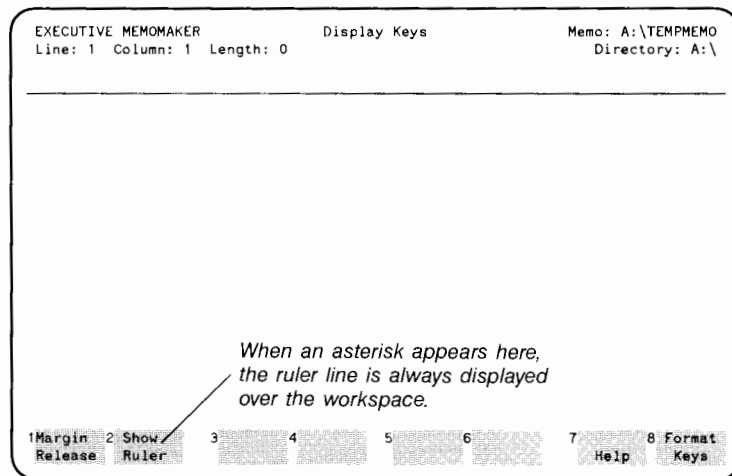 EXECUTIVE MEMOMAKER Display Keys Memo: A:\TEMPMEMO
Line: 1 Column: 1 Length: 0 Directory: A:\
When an asterisk appears here,
the ruler line is always displayed
over the workspace.
1 Margin 2 Show 3 4 5 6 7 8 Format
Release Ruler Help Keys